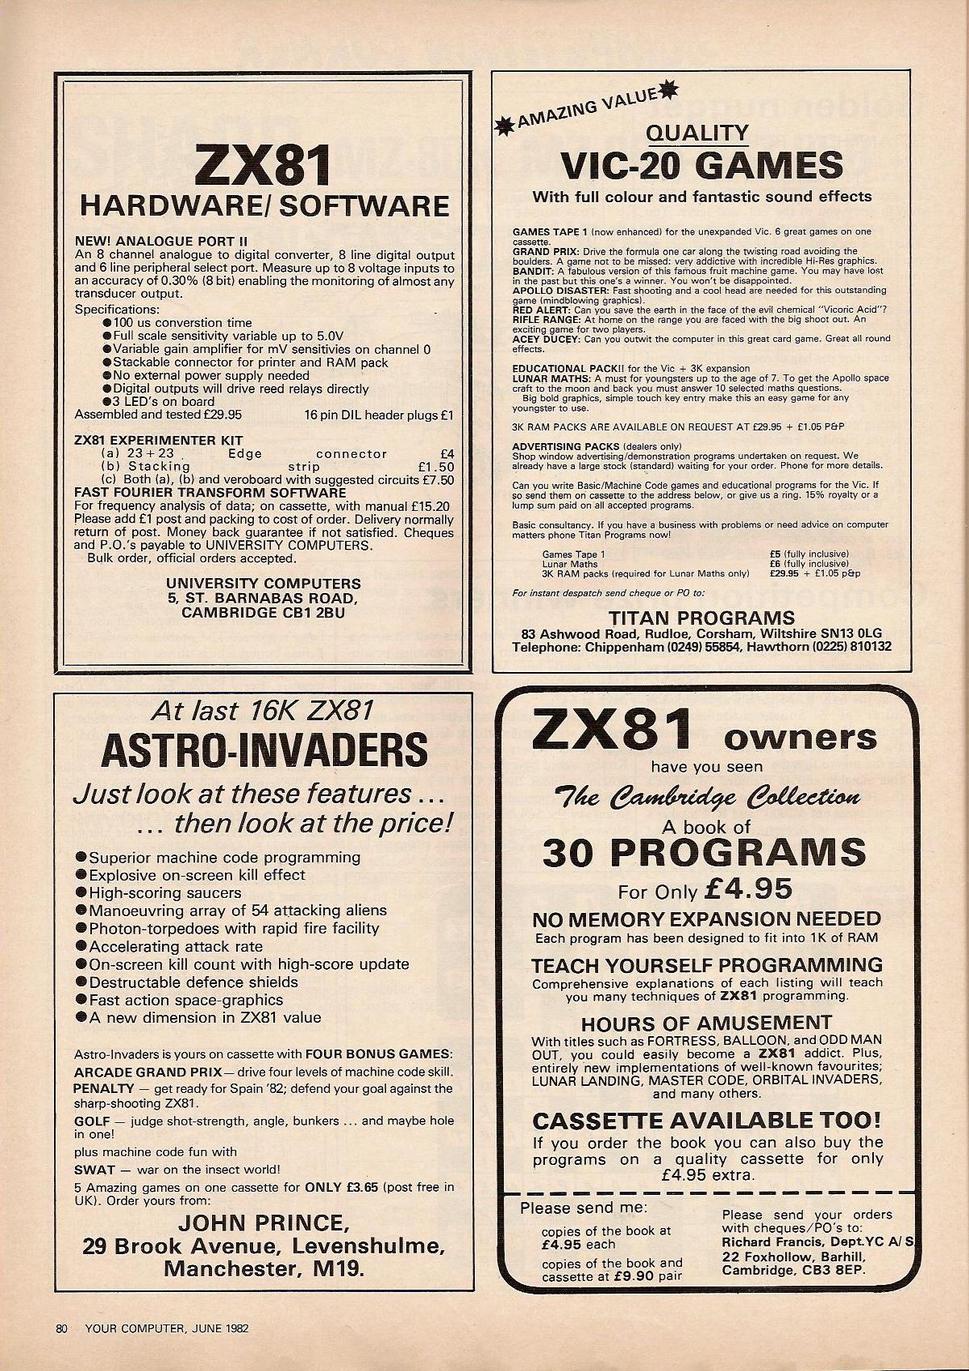 ZX81
HARDWARE/ SOFTWARE
NEW! ANALOGUE PORT II
An 8 channel analogue to digital converter, 8 line digital output
and 6 line peripheral select port. Measure up to 8 voltage inputs to
an accuracy of 0.30% (8 bit) enabling the monitoring of almost any
transducer output.
Specifications:
●100 us converstion time
●Full scale sensitivity variable up to 5.0V
●Variable gain amplifier for mV sensitivies on channel 0
●Stackable connector for printer and RAM pack
●No external power supply needed
●Digital outputs will drive reed relays directly
●3 LED's on board
Assembled and tested £29.95 16 pin DIL header plugs £1
ZX81 EXPERIMENTER KIT
(a) 23+23 Edge connector £4
(b) Stacking strip £1.50
(c) Both (a), (b) and veroboard with suggested circuits £7.50
FAST FOURIER TRANSFORM SOFTWARE
For frequency analysis of data; on cassette, with manual £15.20
Please add £1 post and packing to cost of order. Delivery normally
return of post. Money back guarantee if not satisfied. Cheques
and P.O.'s payable to UNIVERSITY COMPUTERS.
Bulk order, official orders accepted.
UNIVERSITY COMPUTERS
5, ST. BARNABAS ROAD,
CAMBRIDGE CB1 2BU
AMAZING VALUE
QUALITY
VIC-20 GAMES
With full colour and fantastic sound effects
GAMES TAPE 1 (now enhanced) for the unexpanded Vic. 6 great games on one
cassette.
GRAND PRIX: Drive the formula one car along the twisting road avoiding the
boulders. A game not to be missed: very addictive with incredible Hi-Res graphics.
BANDIT: A fabulous version of this famous fruit machine game. You may have lost
in the past but this one's a winner. You won't be disappointed.
APOLLO DISASTER: Fast shooting and a cool head are needed for this outstanding
game (mindblowing graphics).
RED ALERT: Can you save the earth in the face of the evil chemical "Vicoric Acid"?
RIFLE RANGE: At home on the range you are faced with the big shoot out. An
exciting game for two players.
ACEY DUCEY: Can you outwit the computer in this great card game. Great all round
effects.
EDUCATIONAL PACK!! for the Vic + 3K expansion
LUNAR MATHS: A must for youngsters up to the age of 7. To get the Apollo space
craft to the moon and back you must answer 10 selected maths questions.
Big bold graphics, simple touch key entry make this an easy game for any
youngster to use.
3K RAM PACKS ARE AVAILABLE ON REQUEST AT £29.95 + £1.05 P&P
ADVERTISING PACKS (dealers only)
Shop window advertising/demonstration programs undertaken on request. We
already have a large stock (standard) waiting for your order. Phone for more details.
Can you write Basic/Machine Code games and educational programs for the Vic. If
so send them on cassette to the address below, or give us a ring. 15% royalty or a
lump sum paid on all accepted programs.
Basic consultancy. If you have a business with problems or need advice on computer
matters phone Titan Programs now!
Games Tape 1 £5 (fully inclusive)
Lunar Maths £6 (fully inclusive)
3K RAM packs (required for Lunar Maths only) £29.95 + £1.05 p&p
For instant despatch send cheque or PO to:
TITAN PROGRAMS
83 Ashwood Road, Rudloe, Corsham, Wiltshire SN13 0LG
Telephone: Chippenham (0249) 55854, Hawthorn (0225) 810132
At last 16K ZX81
ASTRO-INVADERS
Just look at these features ...
... then look at the price!
●Superior machine code programming
●Explosive on-screen kill effect
●High-scoring saucers
●Manoeuvring array of 54 attacking aliens
●Photon-torpedoes with rapid fire facility
●Accelerating attack rate
●On-screen kill count with high-score update
●Destructable defence shields
●Fast action space-graphics
●A new dimension in ZX81 value
Astro-Invaders is yours on cassette with FOUR BONUS GAMES:
ARCADE GRAND PRIX— drive four levels of machine code skill.
PENALTY — get ready for Spain '82; defend your goal against the
sharp-shooting ZX81.
GOLF — judge shot-strength, angle, bunkers ... and maybe hole
in one!
plus machine code fun with
SWAT — war on the insect world!
5 Amazing games on one cassette for ONLY £3.65 (post free in
UK). Order yours from:
JOHN PRINCE,
29 Brook Avenue, Levenshulme,
Manchester, M19.
ZX81 owners
have you seen
The Cambridge Collection
A book of
30 PROGRAMS
For Only £4.95
NO MEMORY EXPANSION NEEDED
Each program has been designed to fit into 1K of RAM
TEACH YOURSELF PROGRAMMING
Comprehensive explanations of each listing will teach
you many techniques of ZX81 programming.
HOURS OF AMUSEMENT
With titles such as FORTRESS, BALLOON, and ODD MAN
OUT, you could easily become a ZX81 addict. Plus,
entirely new implementations of well-known favourites;
LUNAR LANDING, MASTER CODE, ORBITAL INVADERS,
and many others.
CASSETTE AVAILABLE TOO!
If you order the book you can also buy the
programs on a quality cassette for only
£4.95 extra.
Please send me:
copies of the book at
£4.95 each
copies of the book and
cassette at £9.90 pair
Please send your orders
with cheques/PO's to:
Richard Francis, Dept.YC A/S
22 Foxhollow, Barhill,
Cambridge, CB3 8EP.
80 YOUR COMPUTER, JUNE 1982